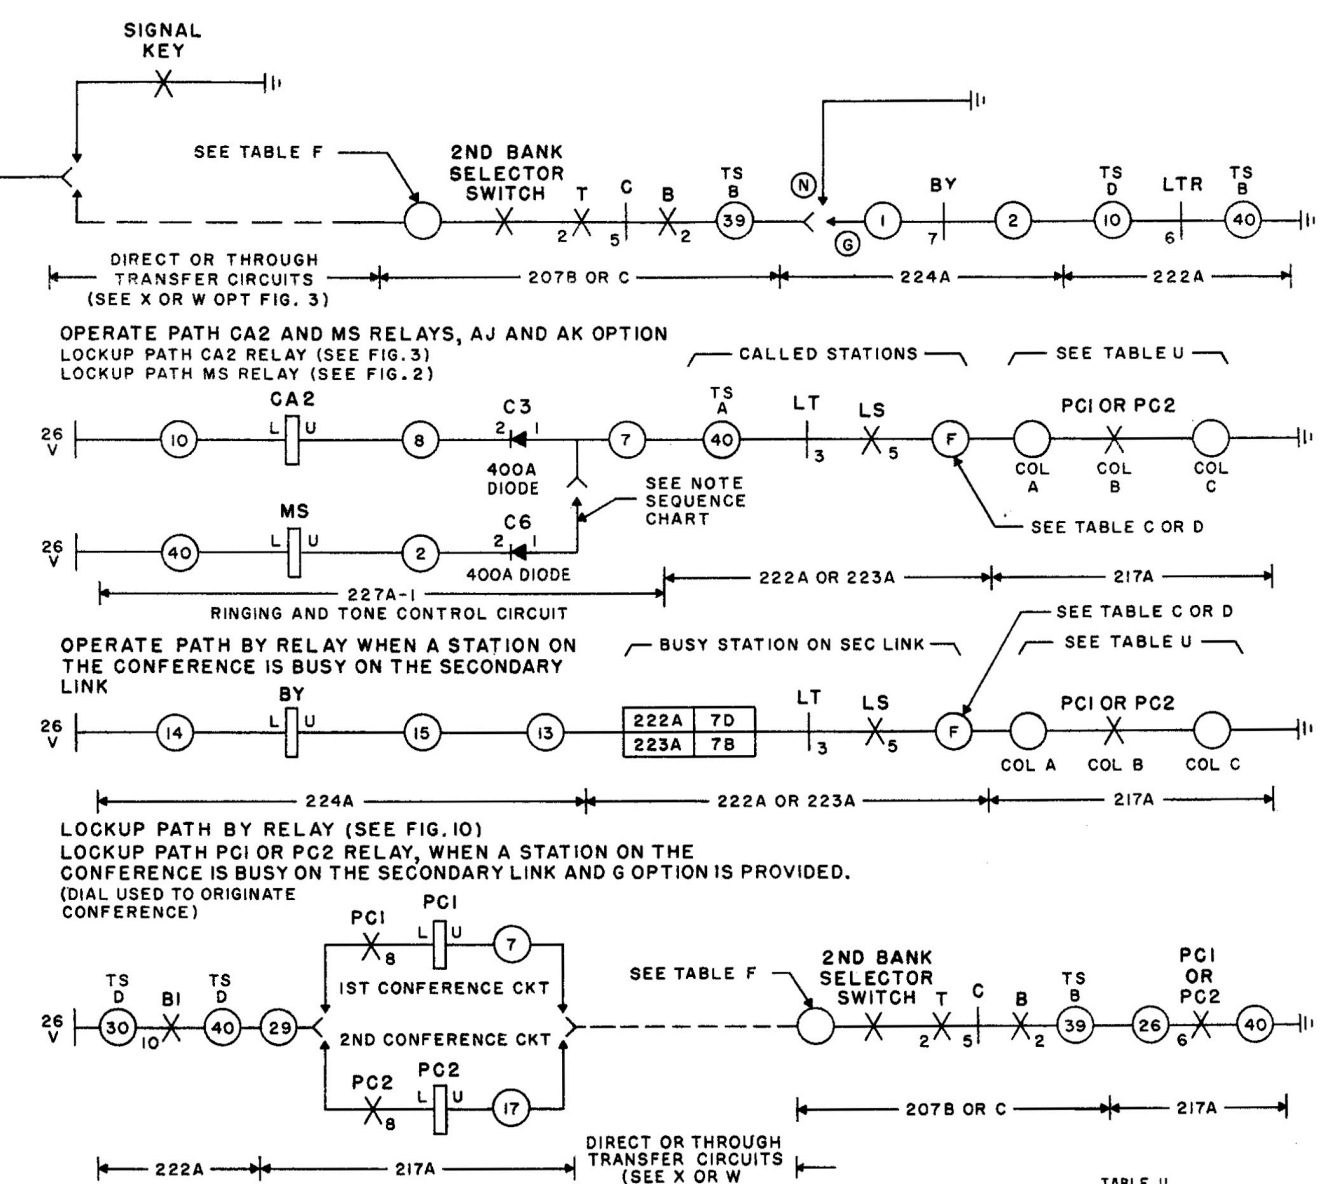 SIGNAL
KEY
SEE TABLE F
2ND BANK
SELECTOR
SWITCH
T
2
C
5
B
2
TS
B
39
N
G
1
BY
7
2
TS
D
10
LTR
6
TS
B
40
DIRECT OR THROUGH
TRANSFER CIRCUITS
(SEE X OR W OPT FIG. 3)
207B OR C
224A
222A
OPERATE PATH CA2 AND MS RELAYS, AJ AND AK OPTION
LOCKUP PATH CA2 RELAY (SEE FIG.3)
LOCKUP PATH MS RELAY (SEE FIG.2)
CALLED STATIONS
SEE TABLE U
26
V
10
CA2
L U
8
C3
2 1
400A
DIODE
7
TS
A
40
LT
3
LS
5
F
PC1 OR PC2
COL
A
COL
B
COL
C
SEE NOTE
SEQUENCE
CHART
SEE TABLE C OR D
26
V
40
MS
L U
2
C6
2 1
400A DIODE
227A-1
222A OR 223A
217A
RINGING AND TONE CONTROL CIRCUIT
SEE TABLE C OR D
OPERATE PATH BY RELAY WHEN A STATION ON
THE CONFERENCE IS BUSY ON THE SECONDARY
LINK
BUSY STATION ON SEC LINK
SEE TABLE U
26
V
14
BY
L U
15
13
222A 7D
223A 7B
LT
3
LS
5
F
PC1 OR PC2
COL A
COL B
COL C
224A
222A OR 223A
217A
LOCKUP PATH BY RELAY (SEE FIG.10)
LOCKUP PATH PC1 OR PC2 RELAY, WHEN A STATION ON THE
CONFERENCE IS BUSY ON THE SECONDARY LINK AND G OPTION IS PROVIDED.
(DIAL USED TO ORIGINATE
CONFERENCE)
PC1
8
PC1
L U
7
1ST CONFERENCE CKT
26
V
TS
D
30
B1
10
TS
D
40
29
2ND CONFERENCE CKT
PC2
8
PC2
L U
17
SEE TABLE F
2ND BANK
SELECTOR
SWITCH
T
2
C
5
B
2
TS
B
39
26
PC1
OR
PC2
6
40
207B OR C
217A
222A
217A
DIRECT OR THROUGH
TRANSFER CIRCUITS
(SEE X OR W
TABLE U